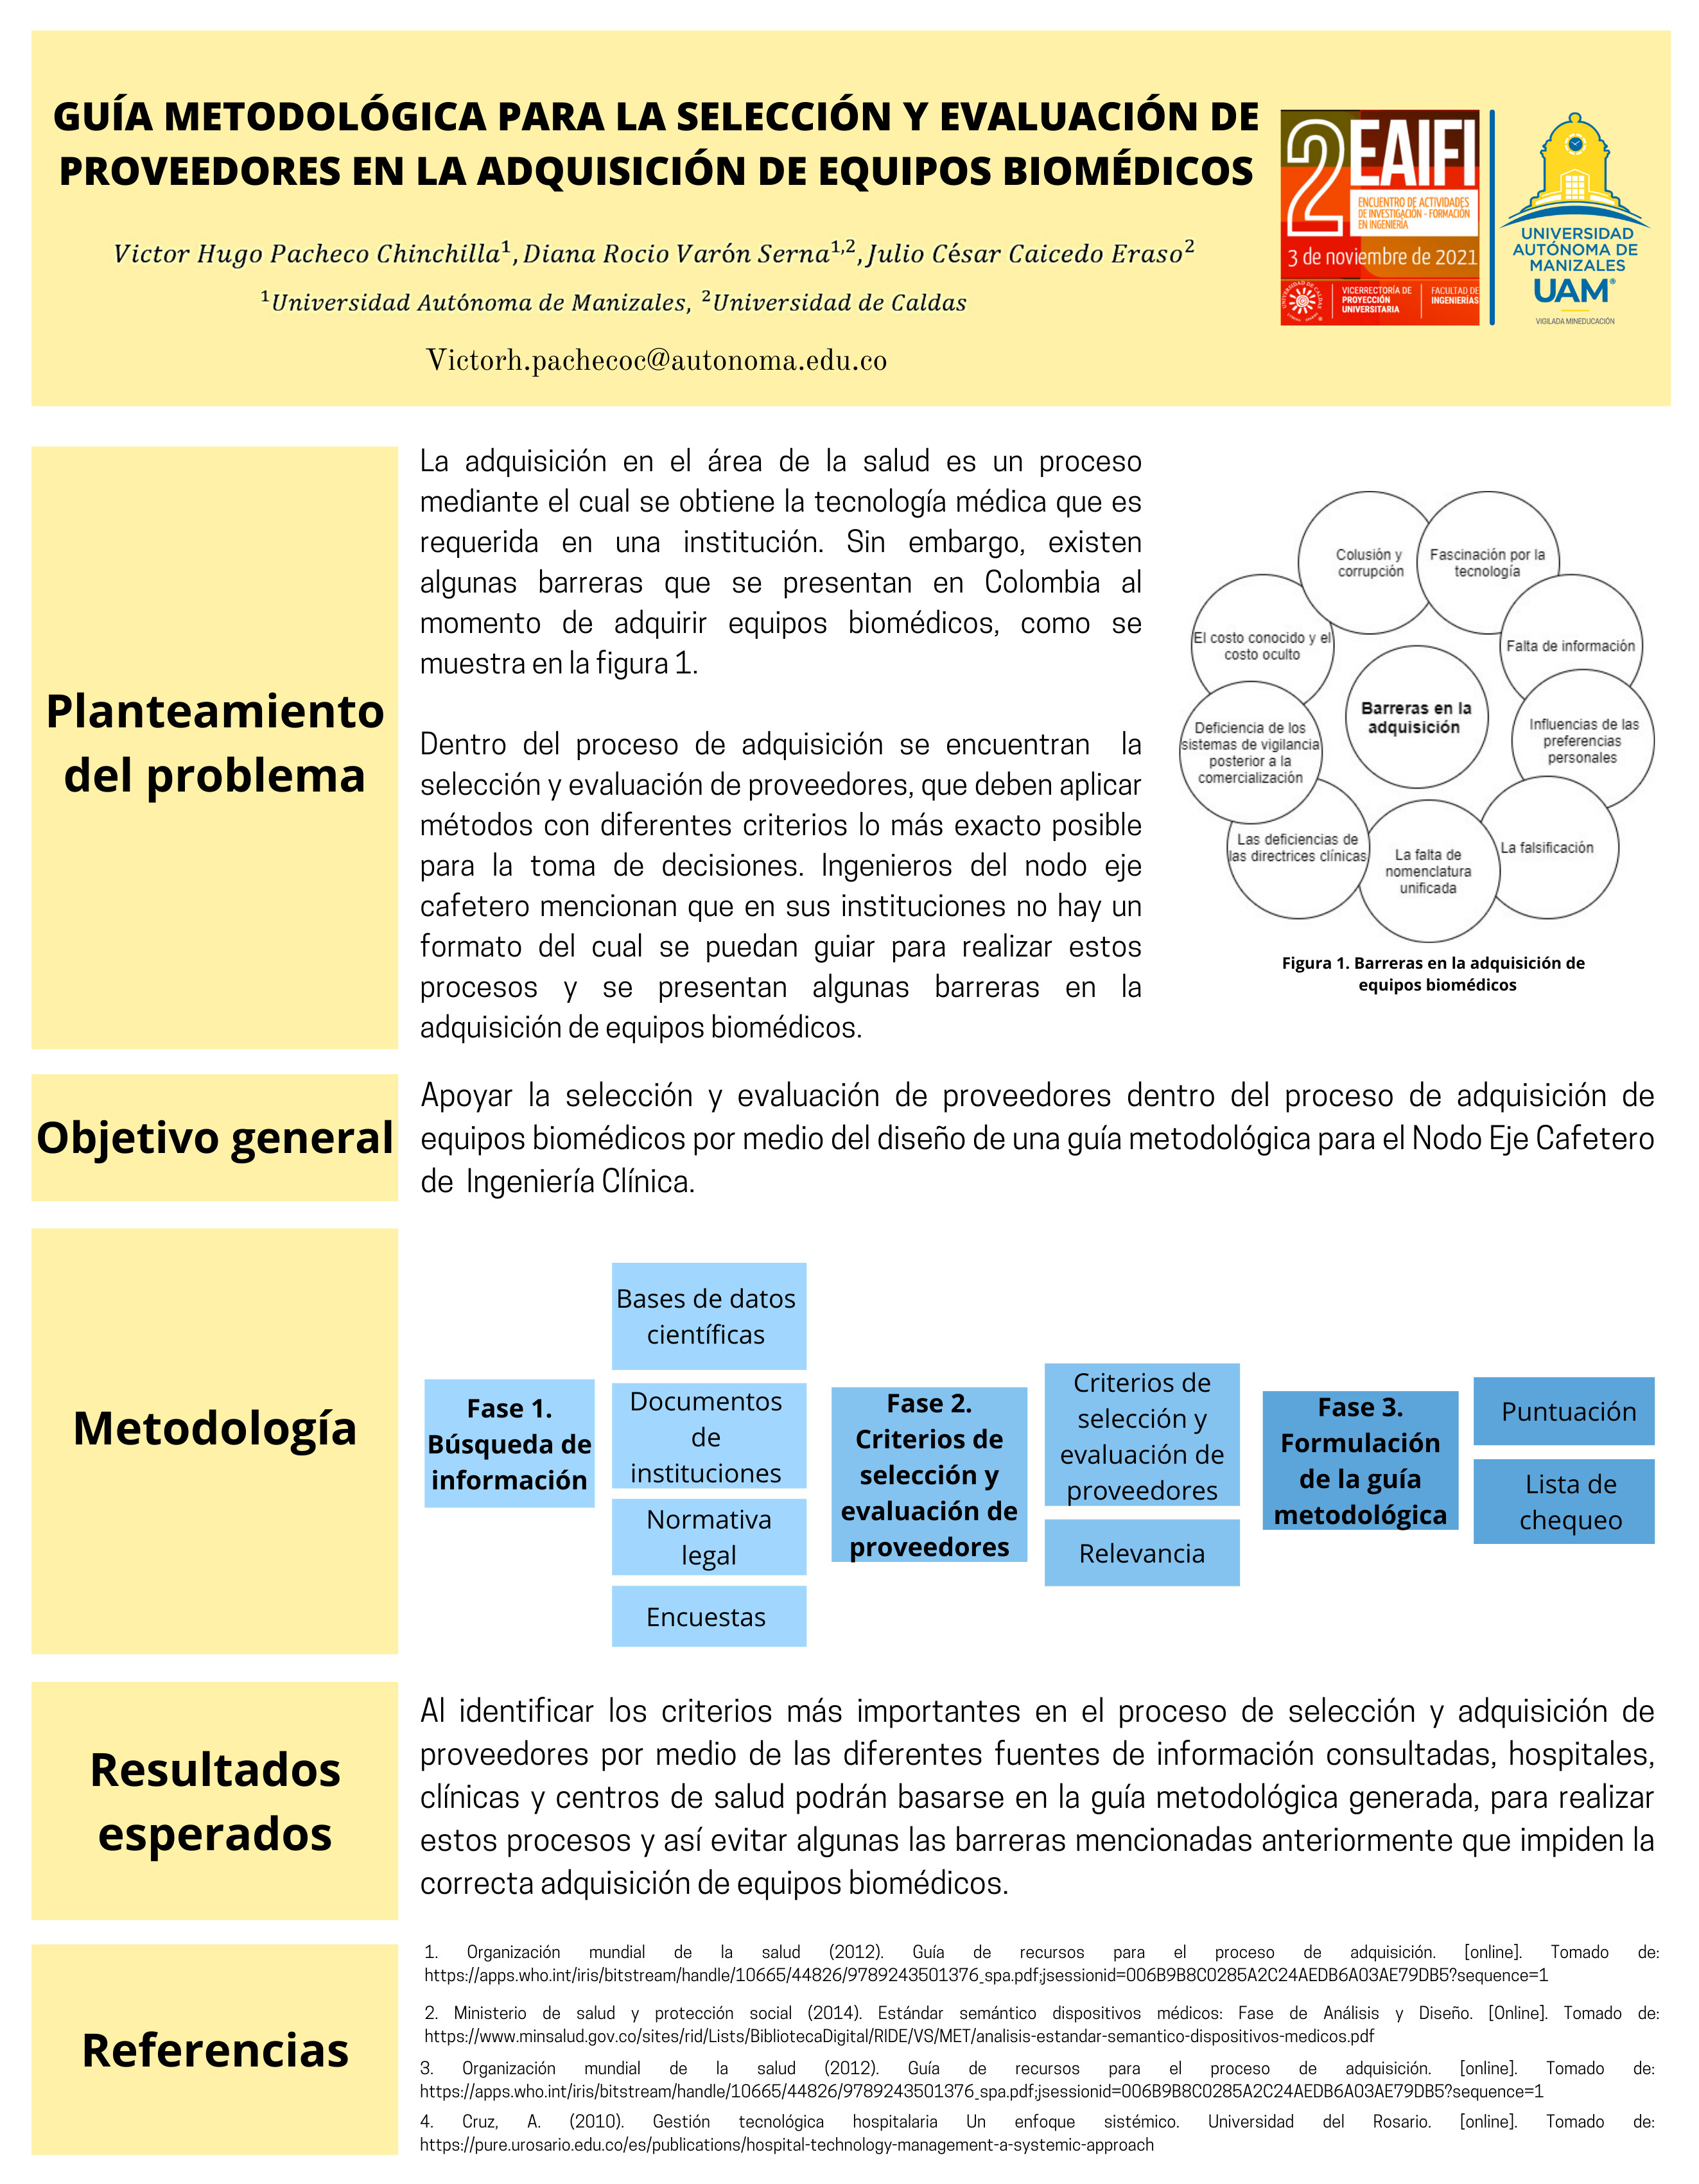 GUÍA METODOLÓGICA PARA LA SELECCIÓN Y EVALUACIÓN DE
PROVEEDORES EN LA ADQUISICIÓN DE EQUIPOS BIOMÉDICOS
Victor Hugo Pacheco Chinchilla¹, Diana Rocio Varón Serna¹,², Julio César Caicedo Eraso²
¹Universidad Autónoma de Manizales, ²Universidad de Caldas
Victorh.pachecoc@autonoma.edu.co
2EAIFI
ENCUENTRO DE ACTIVIDADES
DE INVESTIGACIÓN - FORMACIÓN
EN INGENIERÍA
3 de noviembre de 2021
UNIVERSIDAD DE CALDAS
VICERRECTORÍA DE
PROYECCIÓN
UNIVERSITARIA
FACULTAD DE
INGENIERÍAS
UNIVERSIDAD
AUTÓNOMA DE
MANIZALES
UAM®
VIGILADA MINEDUCACIÓN
Planteamiento
del problema
La adquisición en el área de la salud es un proceso
mediante el cual se obtiene la tecnología médica que es
requerida en una institución. Sin embargo, existen
algunas barreras que se presentan en Colombia al
momento de adquirir equipos biomédicos, como se
muestra en la figura 1.
Dentro del proceso de adquisición se encuentran la
selección y evaluación de proveedores, que deben aplicar
métodos con diferentes criterios lo más exacto posible
para la toma de decisiones. Ingenieros del nodo eje
cafetero mencionan que en sus instituciones no hay un
formato del cual se puedan guiar para realizar estos
procesos y se presentan algunas barreras en la
adquisición de equipos biomédicos.
Colusión y
corrupción
Fascinación por la
tecnología
El costo conocido y el
costo oculto
Falta de información
Barreras en la
adquisición
Deficiencia de los
sistemas de vigilancia
posterior a la
comercialización
Influencias de las
preferencias
personales
Las deficiencias de
las directrices clínicas
La falta de
nomenclatura
unificada
La falsificación
Figura 1. Barreras en la adquisición de
equipos biomédicos
Objetivo general
Apoyar la selección y evaluación de proveedores dentro del proceso de adquisición de
equipos biomédicos por medio del diseño de una guía metodológica para el Nodo Eje Cafetero
de Ingeniería Clínica.
Metodología
Fase 1.
Búsqueda de
información
Bases de datos
científicas
Documentos
de
instituciones
Normativa
legal
Encuestas
Fase 2.
Criterios de
selección y
evaluación de
proveedores
Criterios de
selección y
evaluación de
proveedores
Relevancia
Fase 3.
Formulación
de la guía
metodológica
Puntuación
Lista de
chequeo
Resultados
esperados
Al identificar los criterios más importantes en el proceso de selección y adquisición de
proveedores por medio de las diferentes fuentes de información consultadas, hospitales,
clínicas y centros de salud podrán basarse en la guía metodológica generada, para realizar
estos procesos y así evitar algunas las barreras mencionadas anteriormente que impiden la
correcta adquisición de equipos biomédicos.
Referencias
1. Organización mundial de la salud (2012). Guía de recursos para el proceso de adquisición. [online]. Tomado de:
https://apps.who.int/iris/bitstream/handle/10665/44826/9789243501376_spa.pdf;jsessionid=006B9B8C0285A2C24AEDB6A03AE79DB5?sequence=1
2. Ministerio de salud y protección social (2014). Estándar semántico dispositivos médicos: Fase de Análisis y Diseño. [Online]. Tomado de:
https://www.minsalud.gov.co/sites/rid/Lists/BibliotecaDigital/RIDE/VS/MET/analisis-estandar-semantico-dispositivos-medicos.pdf
3. Organización mundial de la salud (2012). Guía de recursos para el proceso de adquisición. [online]. Tomado de:
https://apps.who.int/iris/bitstream/handle/10665/44826/9789243501376_spa.pdf;jsessionid=006B9B8C0285A2C24AEDB6A03AE79DB5?sequence=1
4. Cruz, A. (2010). Gestión tecnológica hospitalaria Un enfoque sistémico. Universidad del Rosario. [online]. Tomado de:
https://pure.urosario.edu.co/es/publications/hospital-technology-management-a-systemic-approach